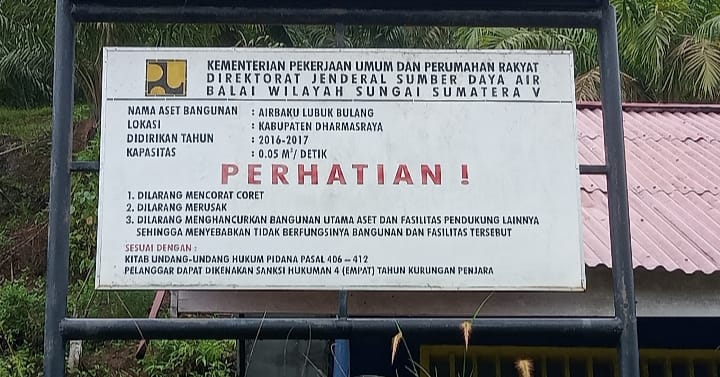 KEMENTERIAN PEKERJAAN UMUM DAN PERUMAHAN RAKYAT
DIREKTORAT JENDERAL SUMBER DAYA AIR
BALAI WILAYAH SUNGAI SUMATERA V
NAMA ASET BANGUNAN : AIRBAKU LUBUK BULANG
LOKASI : KABUPATEN DHARMASRAYA
DIDIRIKAN TAHUN : 2016-2017
KAPASITAS : 0.05 M³/ DETIK
PERHATIAN !
1. DILARANG MENCORAT CORET
2. DILARANG MERUSAK
3. DILARANG MENGHANCURKAN BANGUNAN UTAMA ASET DAN FASILITAS PENDUKUNG LAINNYA
SEHINGGA MENYEBABKAN TIDAK BERFUNGSINYA BANGUNAN DAN FASILITAS TERSEBUT
SESUAI DENGAN :
KITAB UNDANG-UNDANG HUKUM PIDANA PASAL 406 – 412
PELANGGAR DAPAT DIKENAKAN SANKSI HUKUMAN 4 (EMPAT) TAHUN KURUNGAN PENJARA